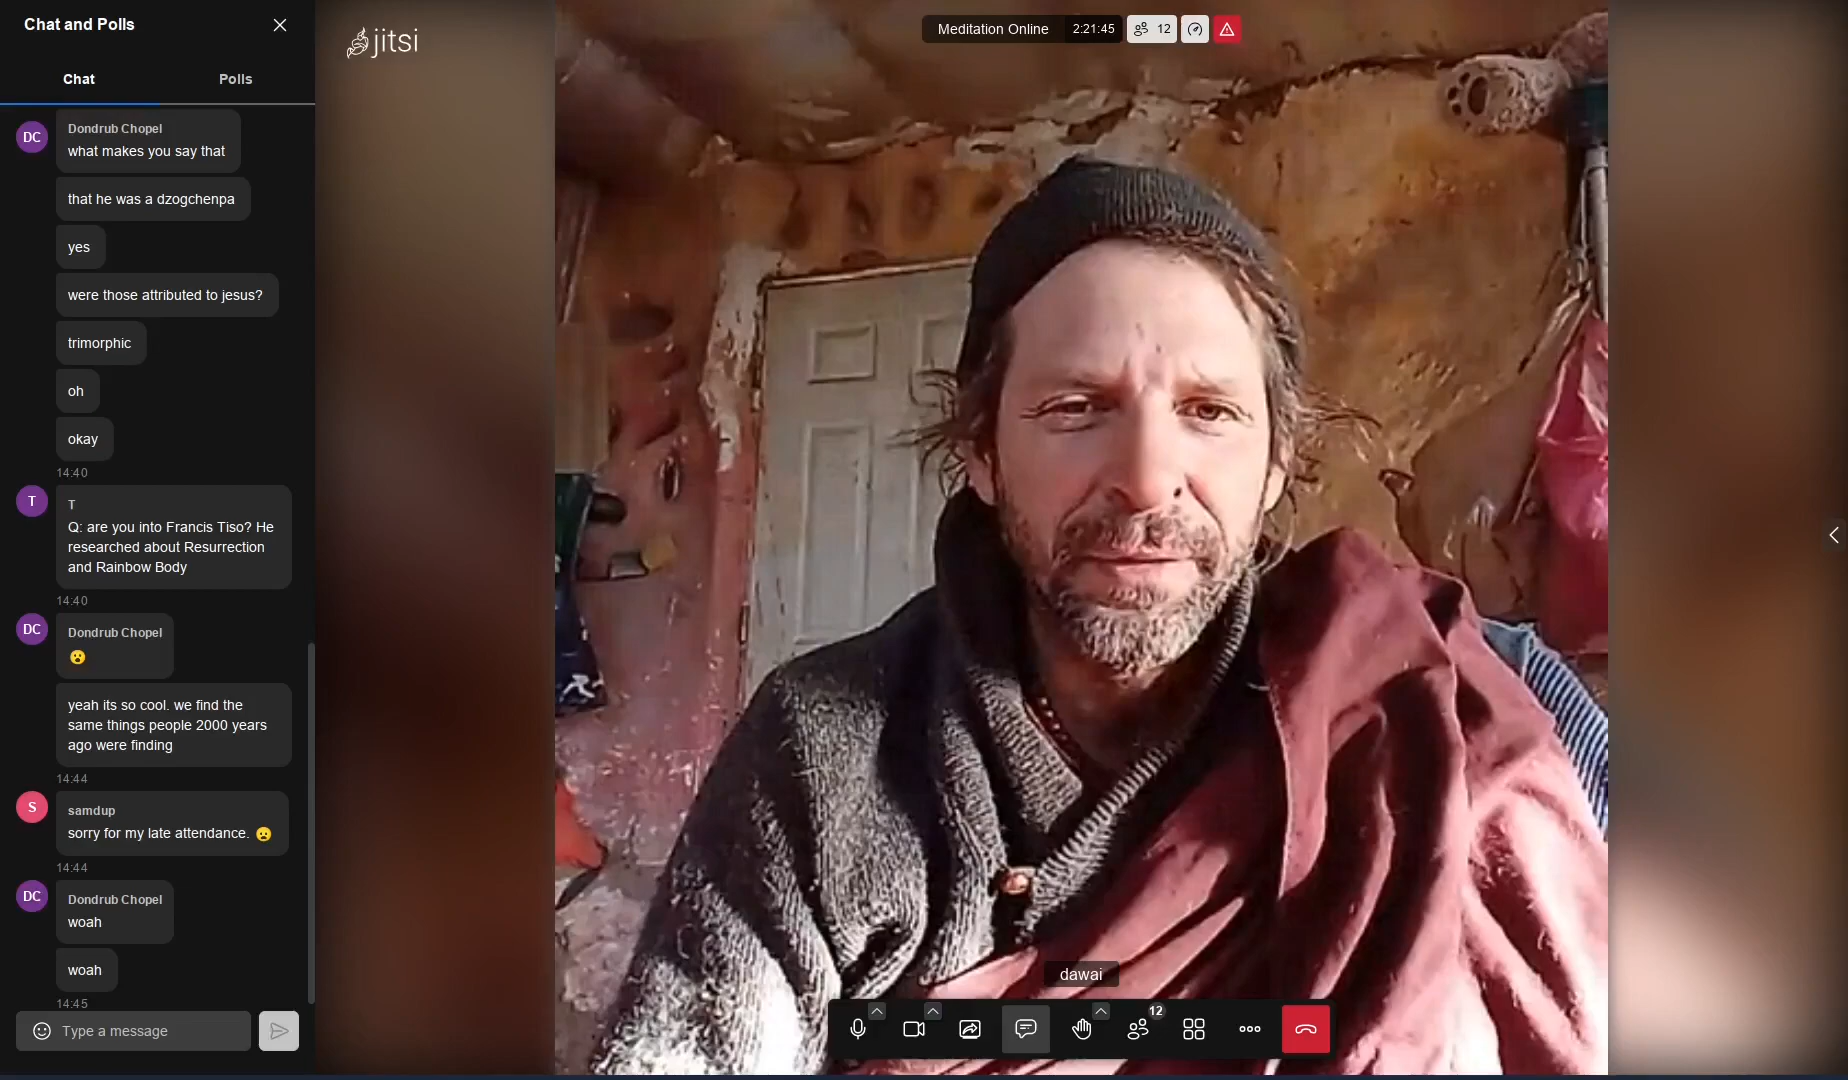 Chat and Polls
Chat
Polls
DC
Dondrub Chopel
what makes you say that
that he was a dzogchenpa
yes
were those attributed to jesus?
trimorphic
oh
okay
14:40
T
T
Q: are you into Francis Tiso? He
researched about Resurrection
and Rainbow Body
14:40
DC
Dondrub Chopel
😮
yeah its so cool. we find the
same things people 2000 years
ago were finding
14:44
S
samdup
sorry for my late attendance. 😦
14:44
DC
Dondrub Chopel
woah
woah
14:45
Type a message
jitsi
Meditation Online
2:21:45
12
dawai
12